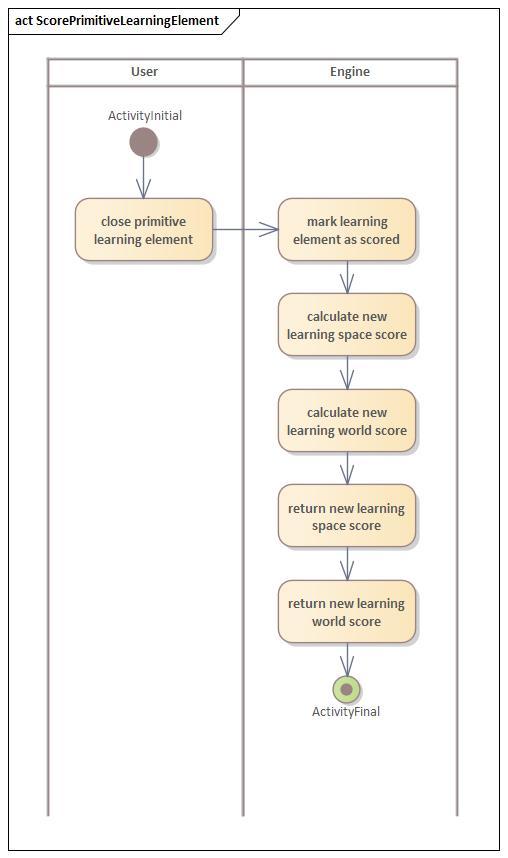 act ScorePrimitiveLearningElement
User
Engine
ActivityInitial
close primitive
learning element
mark learning
element as scored
calculate new
learning space score
calculate new
learning world score
return new learning
space score
return new learning
world score
ActivityFinal